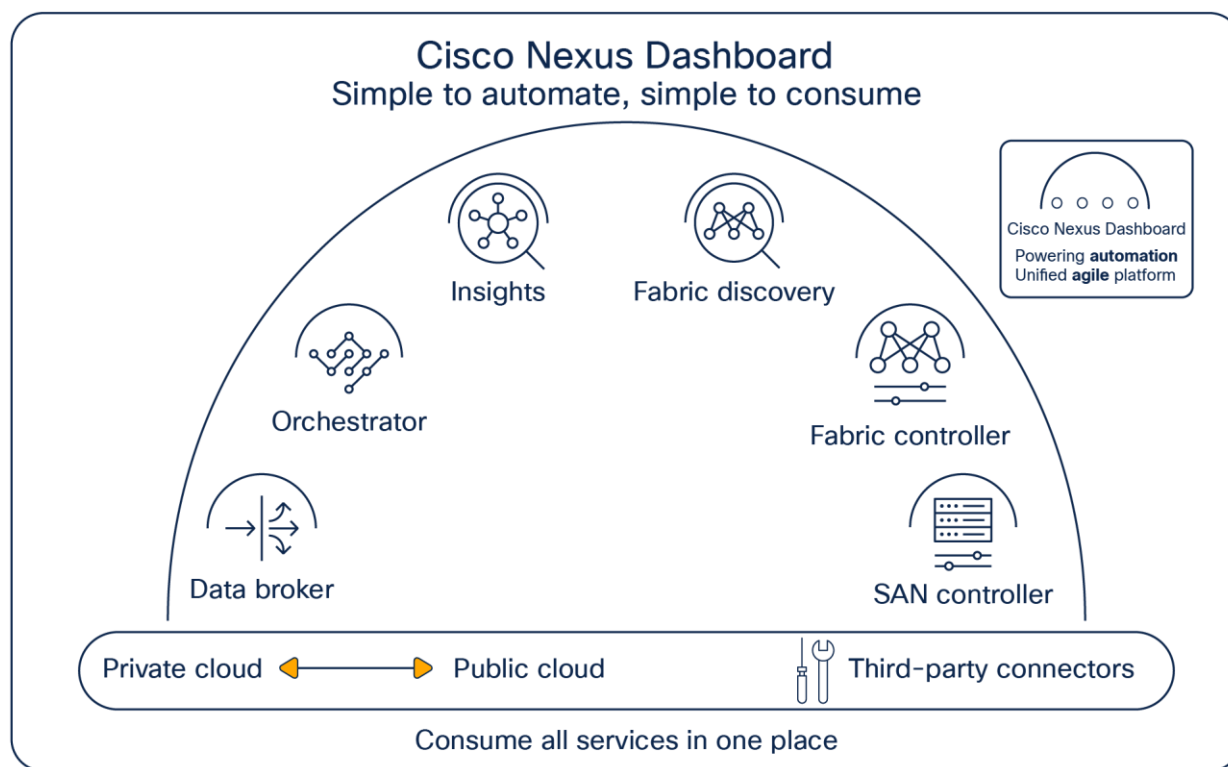 Cisco Nexus Dashboard
Simple to automate, simple to consume
Insights
Fabric discovery
Cisco Nexus Dashboard
Powering automation
Unified agile platform
Orchestrator
Fabric controller
Data broker
SAN controller
Private cloud
Public cloud
Third-party connectors
Consume all services in one place